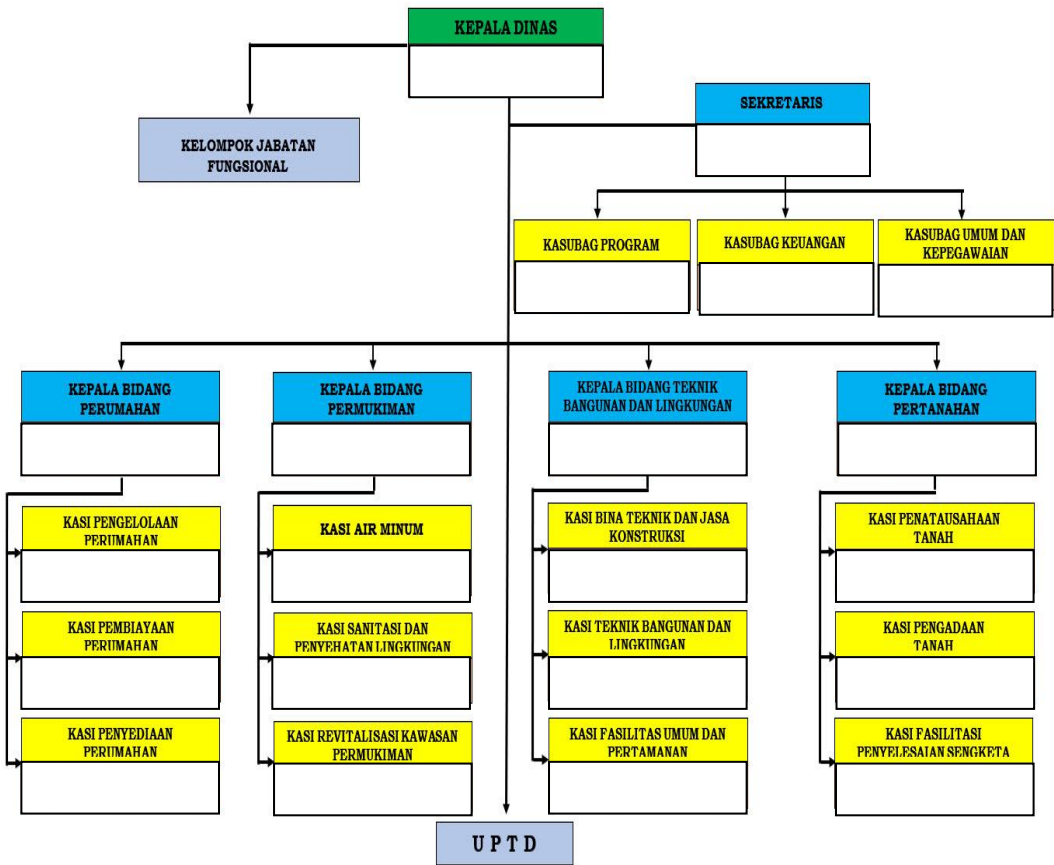 KEPALA DINAS
SEKRETARIS
KELOMPOK JABATAN
FUNGSIONAL
KASUBAG PROGRAM
KASUBAG KEUANGAN
KASUBAG UMUM DAN
KEPEGAWAIAN
KEPALA BIDANG
PERUMAHAN
KEPALA BIDANG
PERMUKIMAN
KEPALA BIDANG TEKNIK
BANGUNAN DAN LINGKUNGAN
KEPALA BIDANG
PERTANAHAN
KASI PENGELOLAAN
PERUMAHAN
KASI AIR MINUM
KASI BINA TEKNIK DAN JASA
KONSTRUKSI
KASI PENATAUSAHAAN
TANAH
KASI PEMBIAYAAN
PERUMAHAN
KASI SANITASI DAN
PENYEHATAN LINGKUNGAN
KASI TEKNIK BANGUNAN DAN
LINGKUNGAN
KASI PENGADAAN
TANAH
KASI PENYEDIAAN
PERUMAHAN
KASI REVITALISASI KAWASAN
PERMUKIMAN
KASI FASILITAS UMUM DAN
PERTAMANAN
KASI FASILITASI
PENYELESAIAN SENGKETA
U P T D